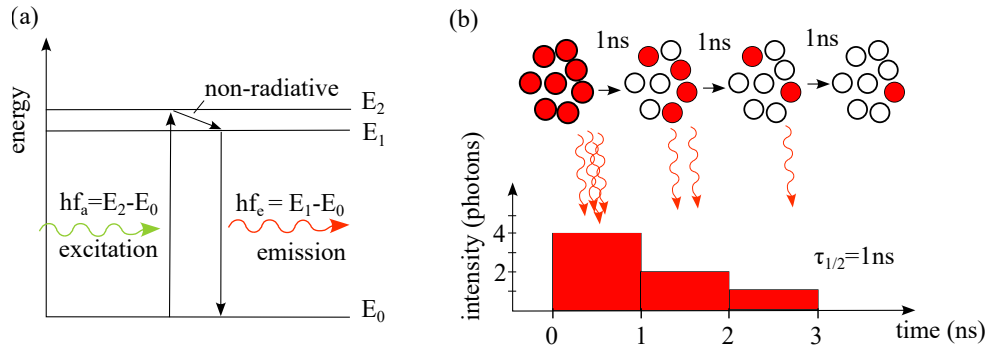 (a)
energy
non-radiative
E₂
E₁
hfₐ=E₂-E₀
excitation
hfₑ = E₁-E₀
emission
E₀
(b)
1ns
1ns
1ns
intensity (photons)
4
2
τ₁/₂=1ns
0
1
2
3
time (ns)